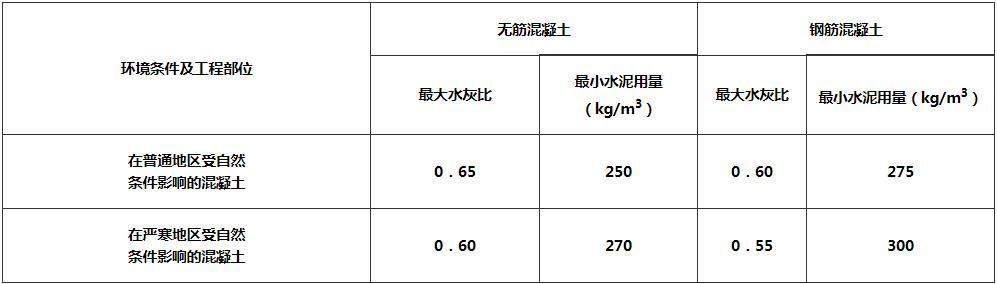 环境条件及工程部位
无筋混凝土
钢筋混凝土
最大水灰比
最小水泥用量
（kg/m³）
最大水灰比
最小水泥用量（kg/m³）
在普通地区受自然
条件影响的混凝土
0．65
250
0．60
275
在严寒地区受自然
条件影响的混凝土
0．60
270
0．55
300